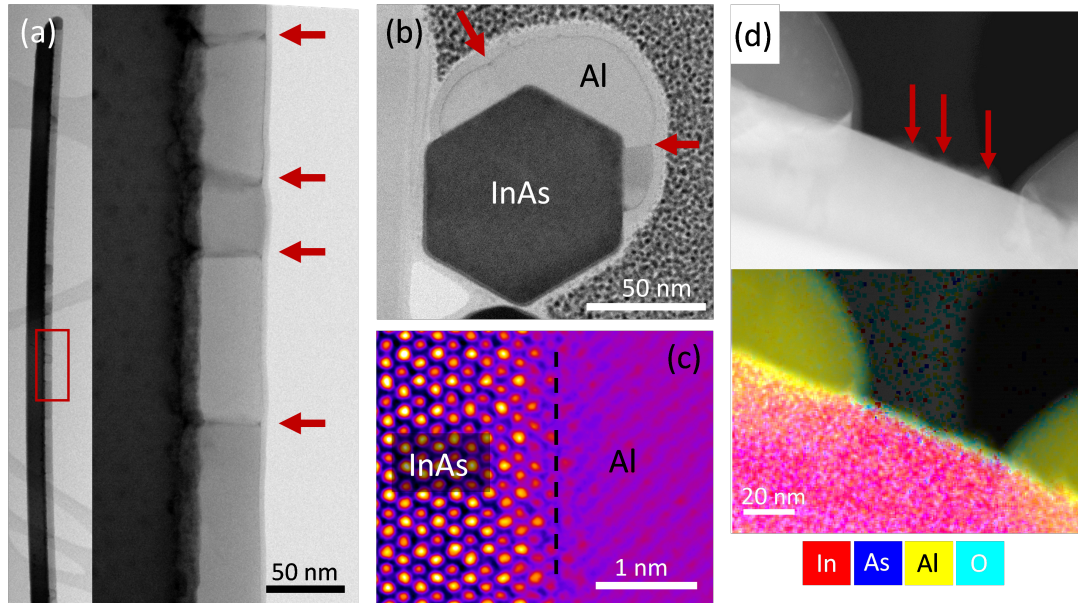 (a)
50 nm
(b)
Al
InAs
50 nm
(c)
InAs
Al
1 nm
(d)
20 nm
In As Al O